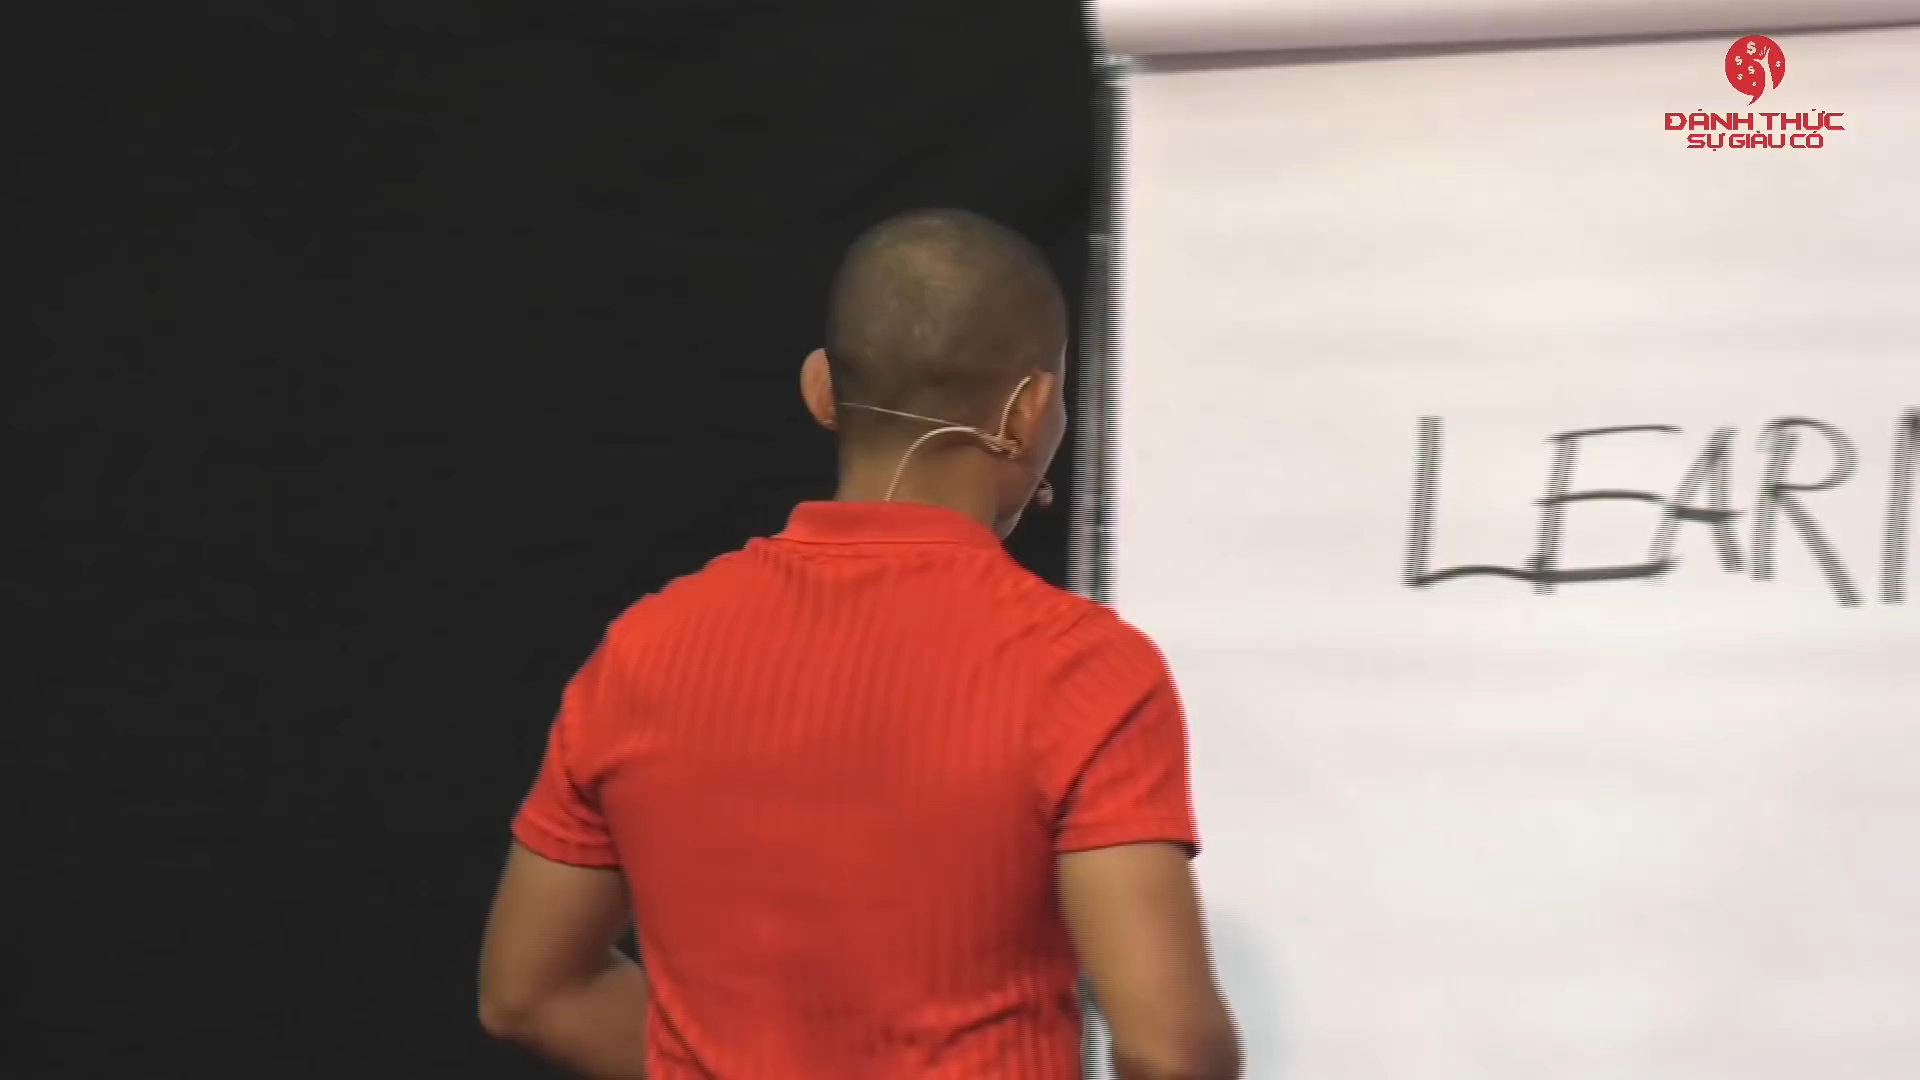 ĐÁNH THỨC
SỰ GIÀU CÓ
LEAR